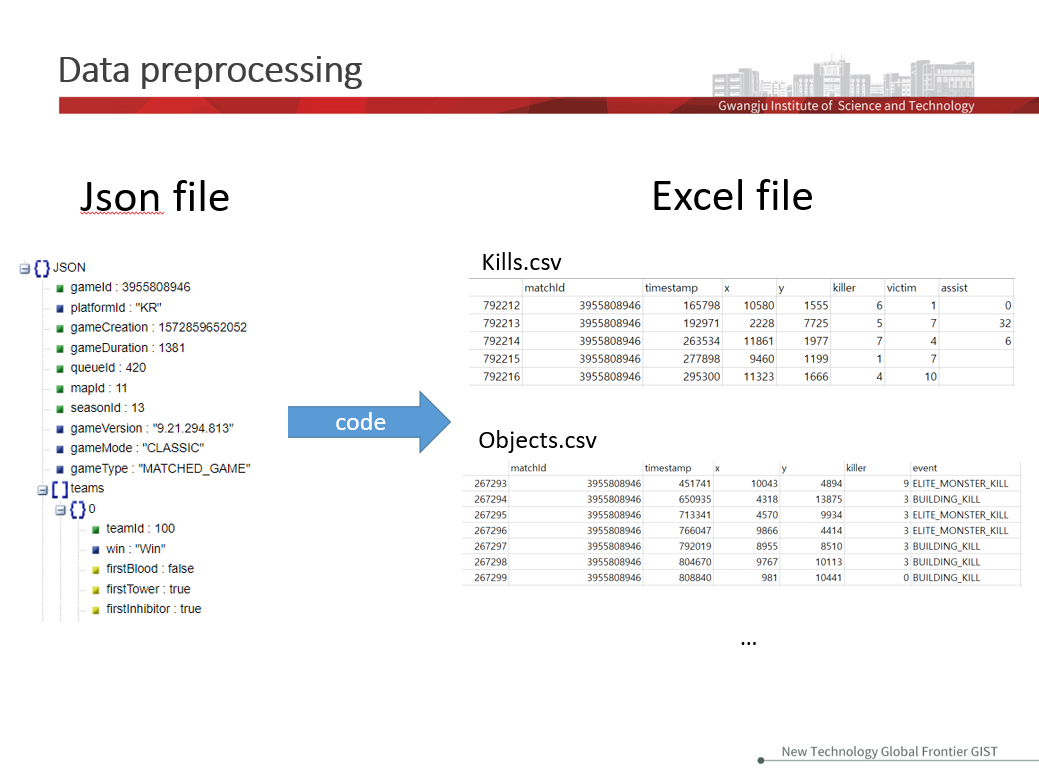 Data preprocessing
Gwangju Institute of Science and Technology
Json file
JSON
gameId : 3955808946
platformId : "KR"
gameCreation : 1572859652052
gameDuration : 1381
queueId : 420
mapId : 11
seasonId : 13
gameVersion : "9.21.294.813"
gameMode : "CLASSIC"
gameType : "MATCHED_GAME"
teams
0
teamId : 100
win : "Win"
firstBlood : false
firstTower : true
firstInhibitor : true
code
Excel file
Kills.csv
matchId timestamp x y killer victim assist
792212 3955808946 165798 10580 1555 6 1 0
792213 3955808946 192971 2228 7725 5 7 32
792214 3955808946 263534 11861 1977 7 4 6
792215 3955808946 277898 9460 1199 1 7
792216 3955808946 295300 11323 1666 4 10
Objects.csv
matchId timestamp x y killer event
267293 3955808946 451741 10043 4894 9 ELITE_MONSTER_KILL
267294 3955808946 650935 4318 13875 3 BUILDING_KILL
267295 3955808946 713341 4570 9934 3 ELITE_MONSTER_KILL
267296 3955808946 766047 9866 4414 3 ELITE_MONSTER_KILL
267297 3955808946 792019 8955 8510 3 BUILDING_KILL
267298 3955808946 804670 9767 10113 3 BUILDING_KILL
267299 3955808946 808840 981 10441 0 BUILDING_KILL
...
New Technology Global Frontier GIST